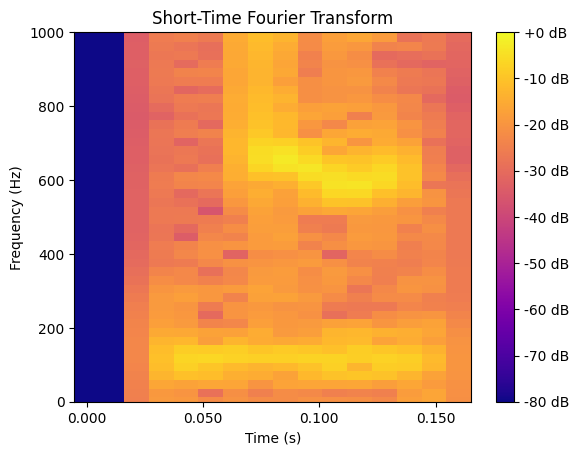 Short-Time Fourier Transform
1000
800
600
400
200
0
Frequency (Hz)
0.000
0.050
0.100
0.150
Time (s)
+0 dB
-10 dB
-20 dB
-30 dB
-40 dB
-50 dB
-60 dB
-70 dB
-80 dB